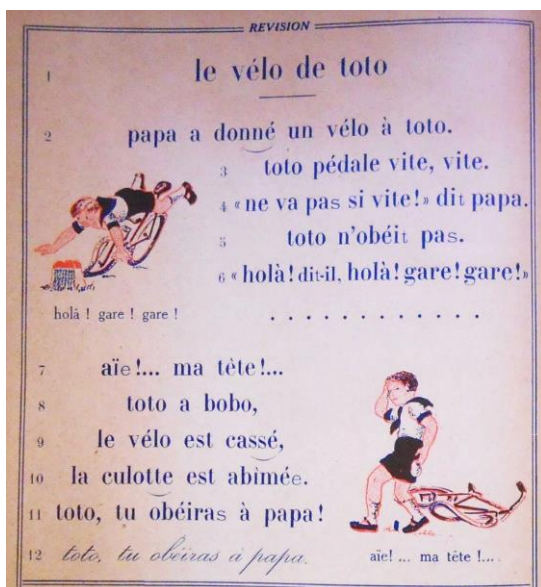 REVISION
1 le vélo de toto
2 papa a donné un vélo à toto.
3 toto pédale vite, vite.
4 « ne va pas si vite! » dit papa.
5 toto n'obéit pas.
6 « holà! dit-il, holà! gare! gare! »
holà ! gare ! gare !
. . . . . . . . . . . .
7 aïe!... ma tête!...
8 toto a bobo,
9 le vélo est cassé,
10 la culotte est abîmée.
11 toto, tu obéiras à papa!
12 toto, tu obéiras à papa.
aïe! ... ma tête !...